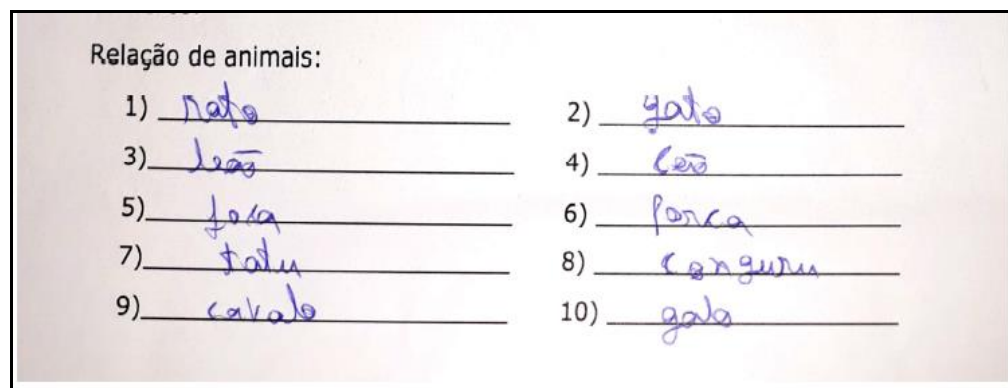 Relação de animais:
1) rato 2) gato
3) leão 4)
5) foca 6) porca
7) tatu 8) canguru
9) cavalo 10) galo